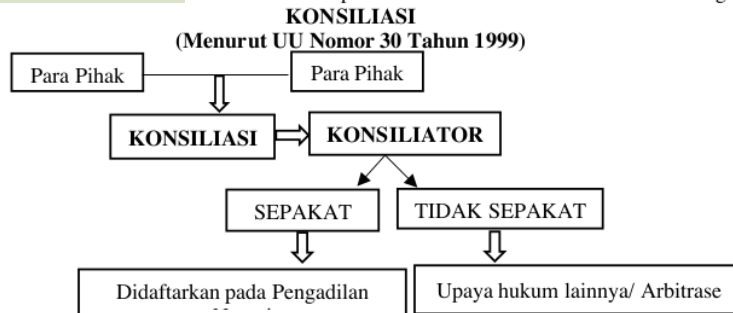 KONSILIASI
(Menurut UU Nomor 30 Tahun 1999)
Para Pihak
Para Pihak
KONSILIASI
KONSILIATOR
SEPAKAT
TIDAK SEPAKAT
Didaftarkan pada Pengadilan
Upaya hukum lainnya/ Arbitrase